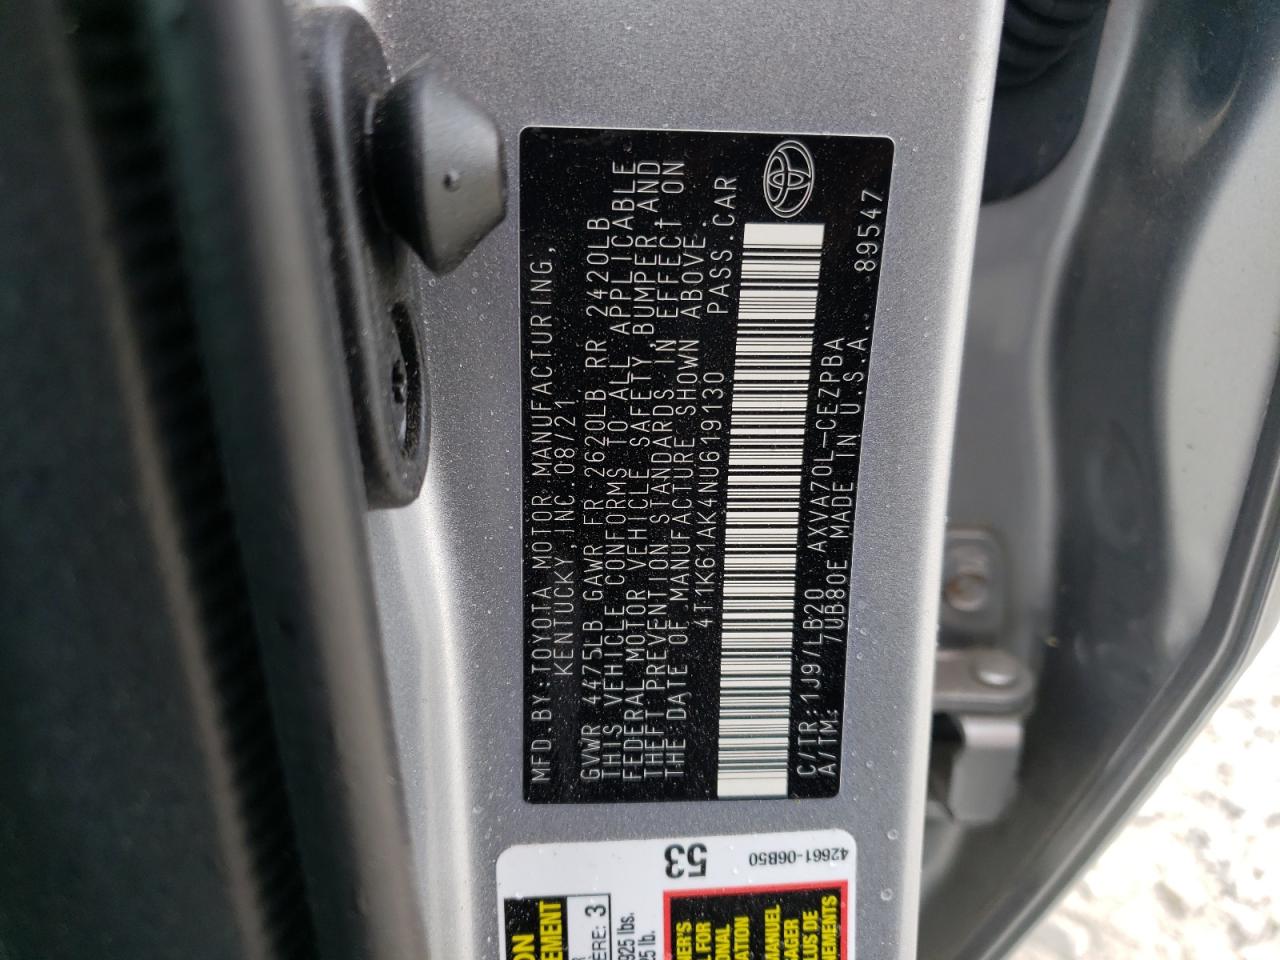 MFD.BY:TOYOTA MOTOR MANUFACTURING,
KENTUCKY,INC.08/21
GVWR 4475LB GAWR FR 2620LB RR 2420LB
THIS VEHICLE CONFORMS TO ALL APPLICABLE
FEDERAL MOTOR VEHICLE SAFETY,BUMPER,AND
THEFT PREVENTION STANDARDS IN EFFECT ON
THE DATE OF MANUFACTURE SHOWN ABOVE.
4T1K61AK4NU619130 PASS.CAR
C/TR:1J9/LB20 AXVA70L-CEZPBA
A/TM: /UB80E MADE IN U.S.A. 89547
53
42661-06B50
3